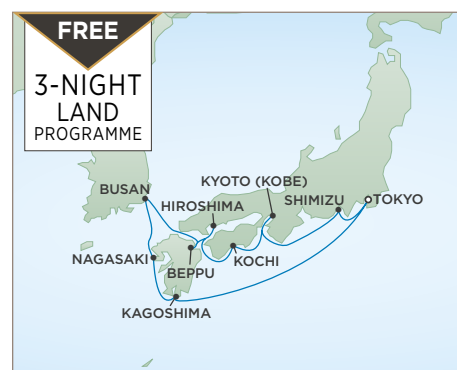 FREE
3-NIGHT
LAND
PROGRAMME
BUSAN
KYOTO (KOBE)
HIROSHIMA
SHIMIZU
TOKYO
NAGASAKI
BEPPU
KOCHI
KAGOSHIMA